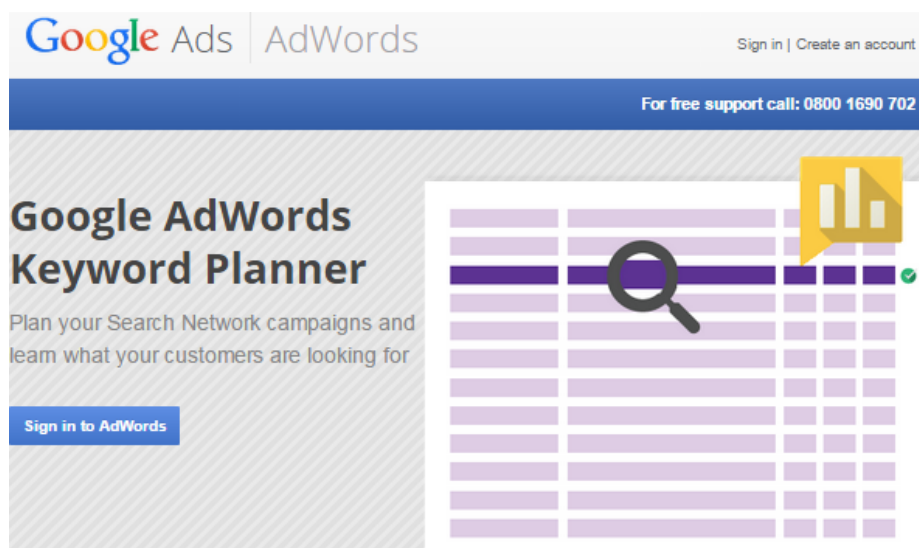 Google Ads AdWords
Sign in | Create an account
For free support call: 0800 1690 702
Google AdWords
Keyword Planner
Plan your Search Network campaigns and
learn what your customers are looking for
Sign in to AdWords